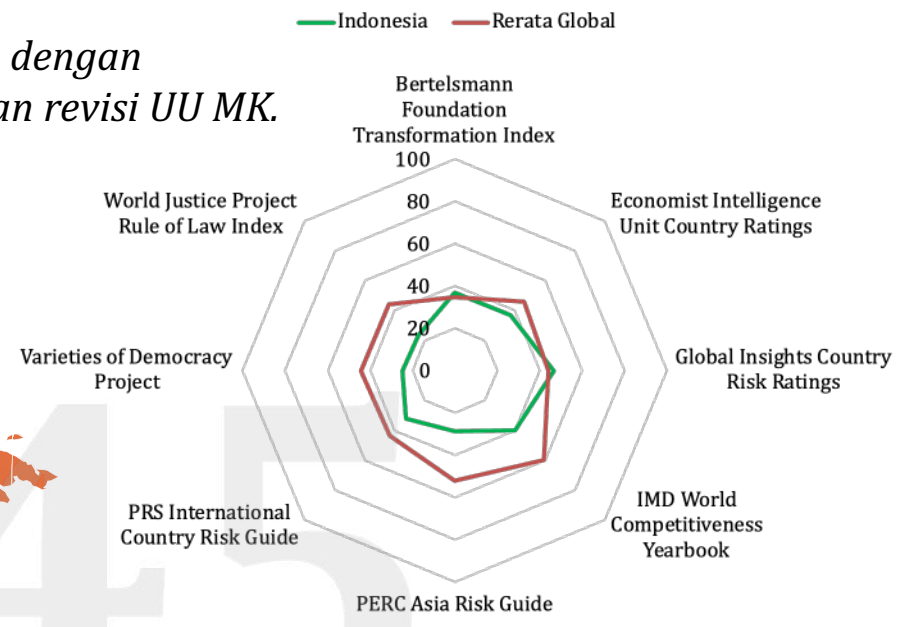 Indonesia
Rerata Global
dengan
an revisi UU MK.
Bertelsmann
Foundation
Transformation Index
100
80
60
40
20
0
Economist Intelligence
Unit Country Ratings
Global Insights Country
Risk Ratings
IMD World
Competitiveness
Yearbook
PERC Asia Risk Guide
PRS International
Country Risk Guide
Varieties of Democracy
Project
World Justice Project
Rule of Law Index
45